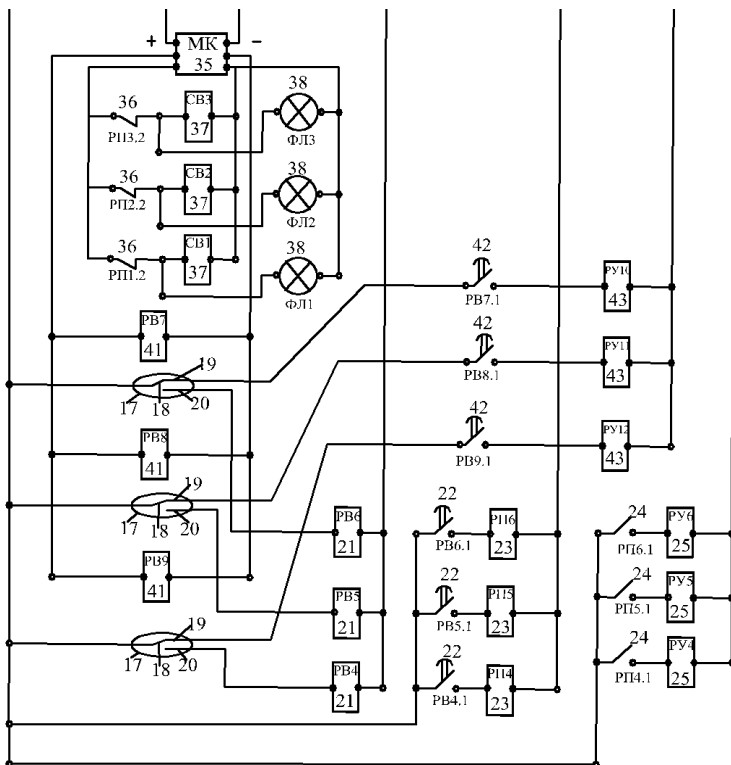 + МК −
35
36 СВ3 38
РП3.2 37 ФЛ3
36 СВ2 38
РП2.2 37 ФЛ2
36 СВ1 38
РП1.2 37 ФЛ1
42
РВ7.1 РУ10
43
РВ7
41
42
РВ8.1 РУ11
43
19
17 18 20
42
РВ9.1 РУ12
43
РВ8
41
19
17 18 20
РВ6
21
22
РВ6.1 РП6
23
24
РП6.1 РУ6
25
РВ9
41
РВ5
21
22
РВ5.1 РП5
23
24
РП5.1 РУ5
25
19
17 18 20
РВ4
21
22
РВ4.1 РП4
23
24
РП4.1 РУ4
25